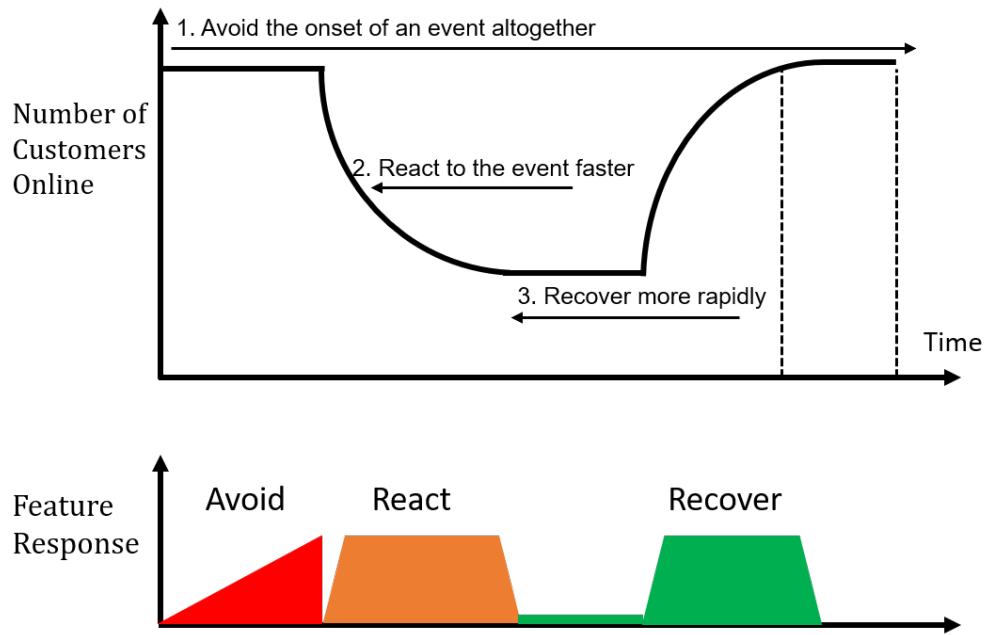 1. Avoid the onset of an event altogether
Number of
Customers
Online
2. React to the event faster
3. Recover more rapidly
Time
Feature
Response
Avoid
React
Recover